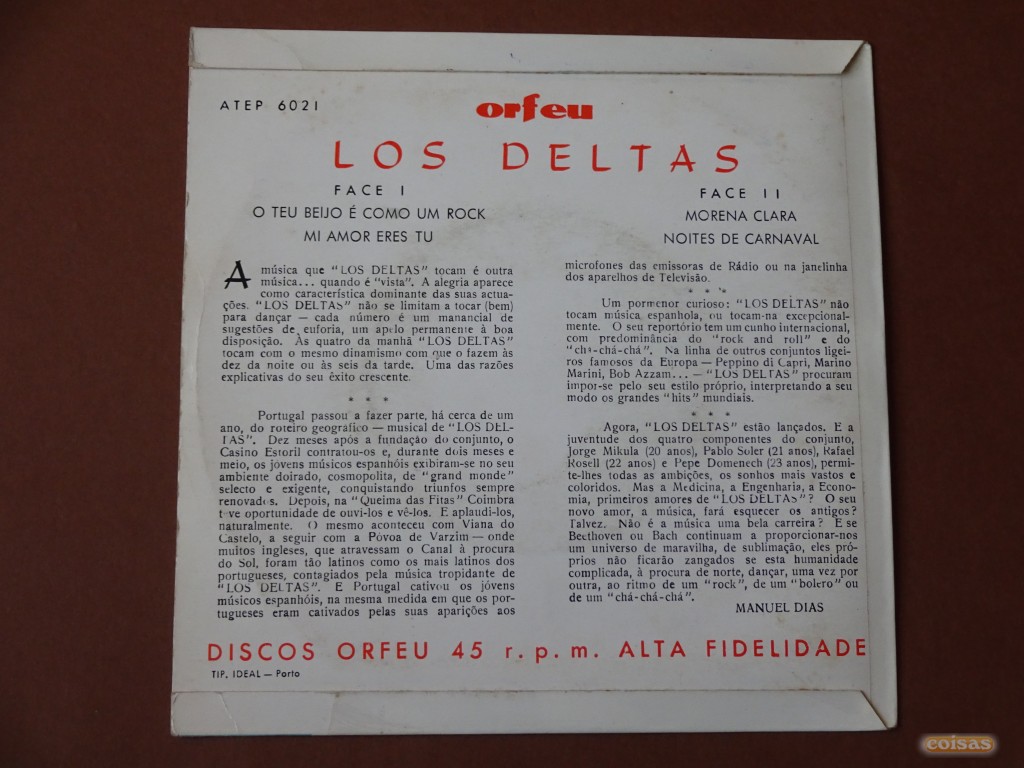 ATEP 6021
orfeu
LOS DELTAS
FACE I
O TEU BEIJO É COMO UM ROCK
MI AMOR ERES TU
FACE II
MORENA CLARA
NOITES DE CARNAVAL
A música que "LOS DELTAS" tocam é outra
música... quando é "vista". A alegria aparece
como característica dominante das suas actua-
ções. "LOS DELTAS" não se limitam a tocar (bem)
para dançar — cada número é um manancial de
sugestões de euforia, um apelo permanente à boa
disposição. Às quatro da manhã "LOS DELTAS"
tocam com o mesmo dinamismo com que o fazem às
dez da noite ou às seis da tarde. Uma das razões
explicativas do seu êxito crescente.
* * *
Portugal passou a fazer parte, há cerca de um
ano, do roteiro geográfico — musical de "LOS DEL-
TAS". Dez meses após a fundação do conjunto, o
Casino Estoril contratou-os e, durante dois meses e
meio, os jóvens músicos espanhóis exibiram-se no seu
ambiente doirado, cosmopolita, de "grand monde"
selecto e exigente, conquistando triunfos sempre
renovados. Depois, na "Queima das Fitas" Coimbra
teve oportunidade de ouvi-los e vê-los. E aplaudi-los,
naturalmente. O mesmo aconteceu com Viana do
Castelo, a seguir com a Póvoa de Varzim — onde
muitos ingleses, que atravessam o Canal à procura
do Sol, foram tão latinos como os mais latinos dos
portugueses, contagiados pela música tropidante de
"LOS DELTAS". E Portugal cativou os jóvens
músicos espanhóis, na mesma medida em que os por-
tugueses eram cativados pelas suas aparições aos
microfones das emissoras de Rádio ou na janelinha
dos aparelhos de Televisão.
* * *
Um pormenor curioso: "LOS DELTAS" não
tocam música espanhola, ou tocam-na excepcional-
mente. O seu reportório tem um cunho internacional,
com predominância do "rock and roll" e do
"chá-chá-chá". Na linha de outros conjuntos ligei-
ros famosos da Europa — Peppino di Capri, Marino
Marini, Bob Azzam... — "LOS DELTAS" procuram
impor-se pelo seu estilo próprio, interpretando a seu
modo os grandes "hits" mundiais.
* * *
Agora, "LOS DELTAS" estão lançados. E a
juventude dos quatro componentes do conjunto,
Jorge Mikula (20 anos), Pablo Soler (21 anos), Rafael
Rosell (22 anos) e Pepe Domenech (23 anos), permi-
te-lhes todas as ambições, os sonhos mais vastos e
coloridos. Mas a Medicina, a Engenharia, a Econo-
mia, primeiros amores de "LOS DELTAS"? O seu
novo amor, a música, fará esquecer os antigos?
Talvez. Não é a música uma bela carreira? E se
Beethoven ou Bach continuam a proporcionar-nos
um universo de maravilha, de sublimação, eles pró-
prios não ficarão zangados se esta humanidade
complicada, à procura de norte, dançar, uma vez por
outra, ao ritmo de um "rock", de um "bolero" ou
de um "chá-chá-chá".
MANUEL DIAS
DISCOS ORFEU 45 r.p.m. ALTA FIDELIDADE
TIP. IDEAL — Porto
coisas